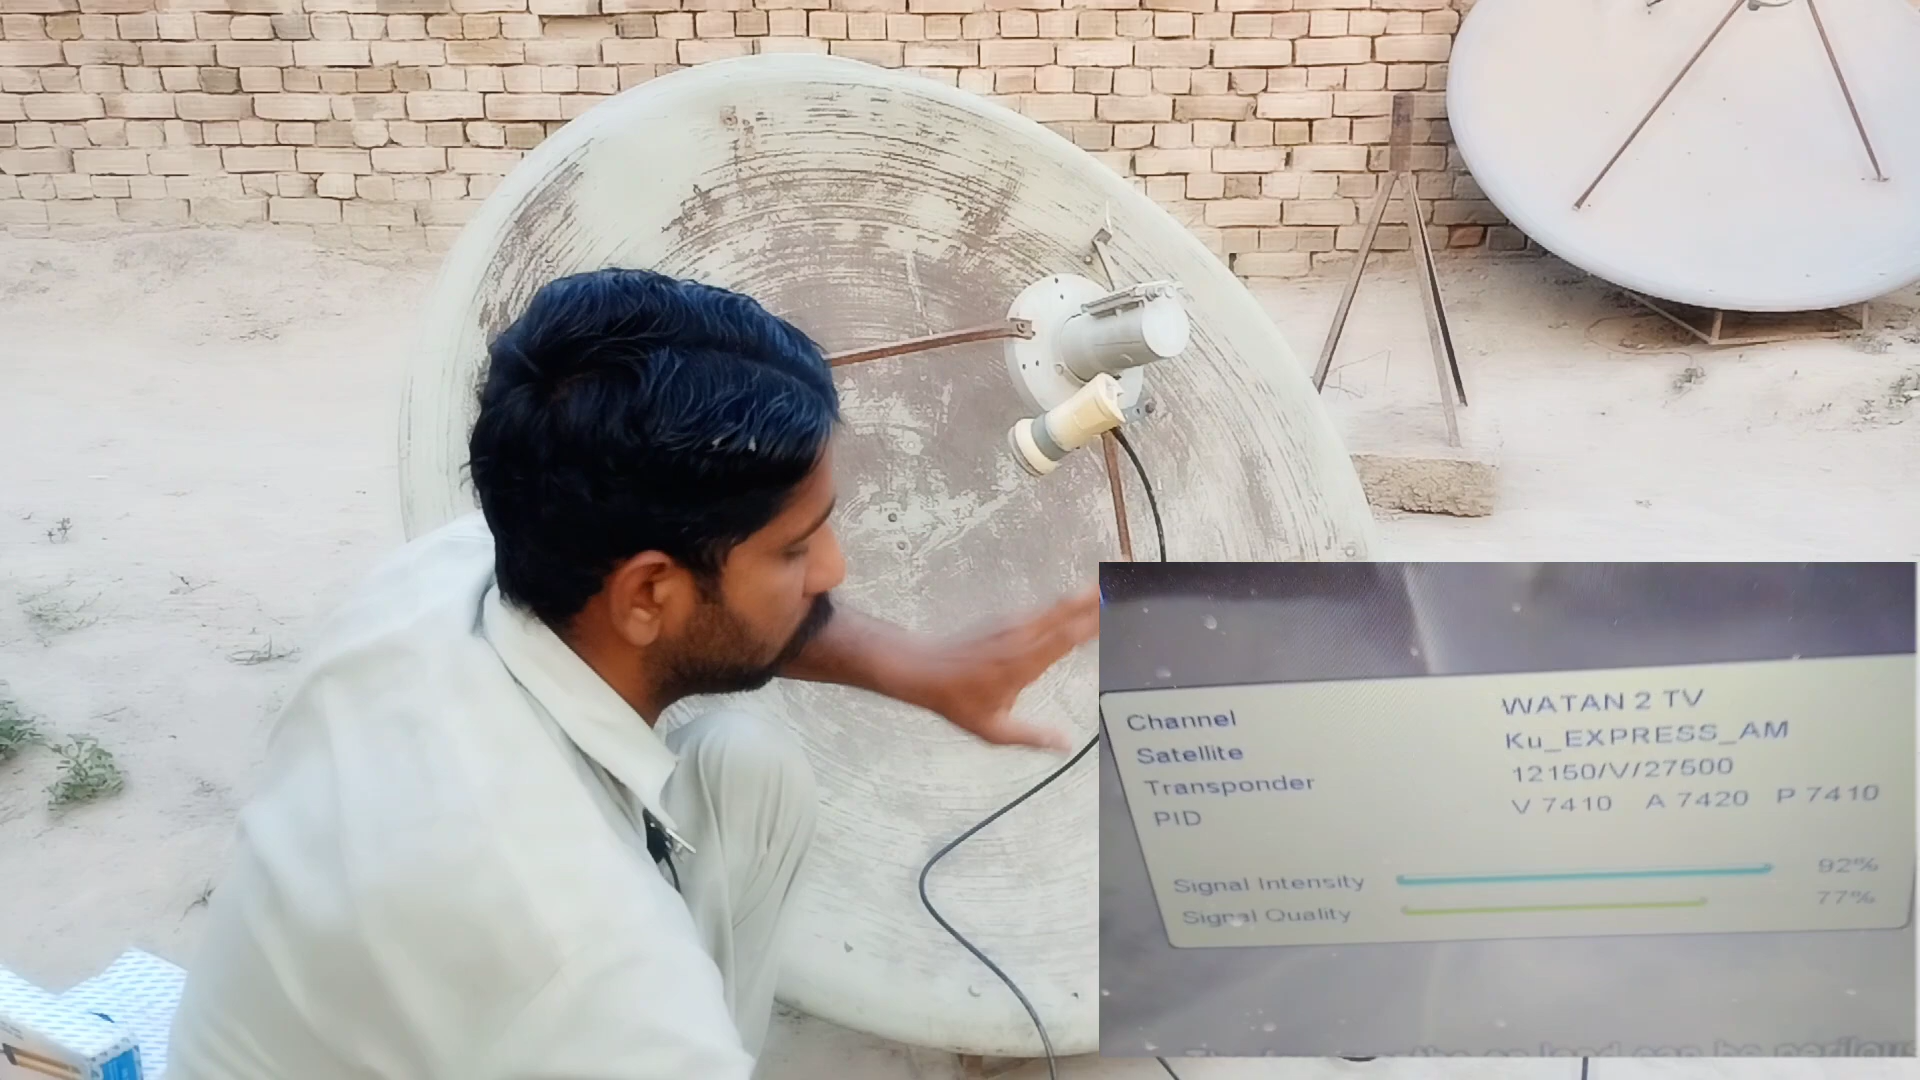 Channel WATAN 2 TV
Satellite Ku_EXPRESS_AM
Transponder 12150/V/27500
PID V 7410 A 7420 P 7410
Signal Intensity 92%
Signal Quality 77%